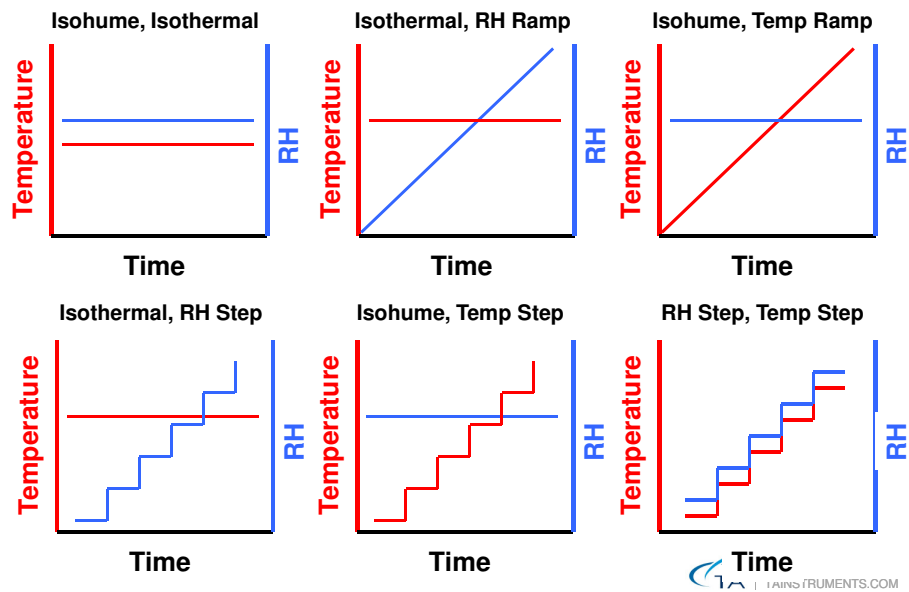 Isohume, Isothermal
Isothermal, RH Ramp
Isohume, Temp Ramp
Temperature
RH
Temperature
RH
Temperature
RH
Time
Time
Time
Isothermal, RH Step
Isohume, Temp Step
RH Step, Temp Step
Temperature
RH
Temperature
RH
Temperature
RH
Time
Time
Time
TA | TAINSTRUMENTS.COM